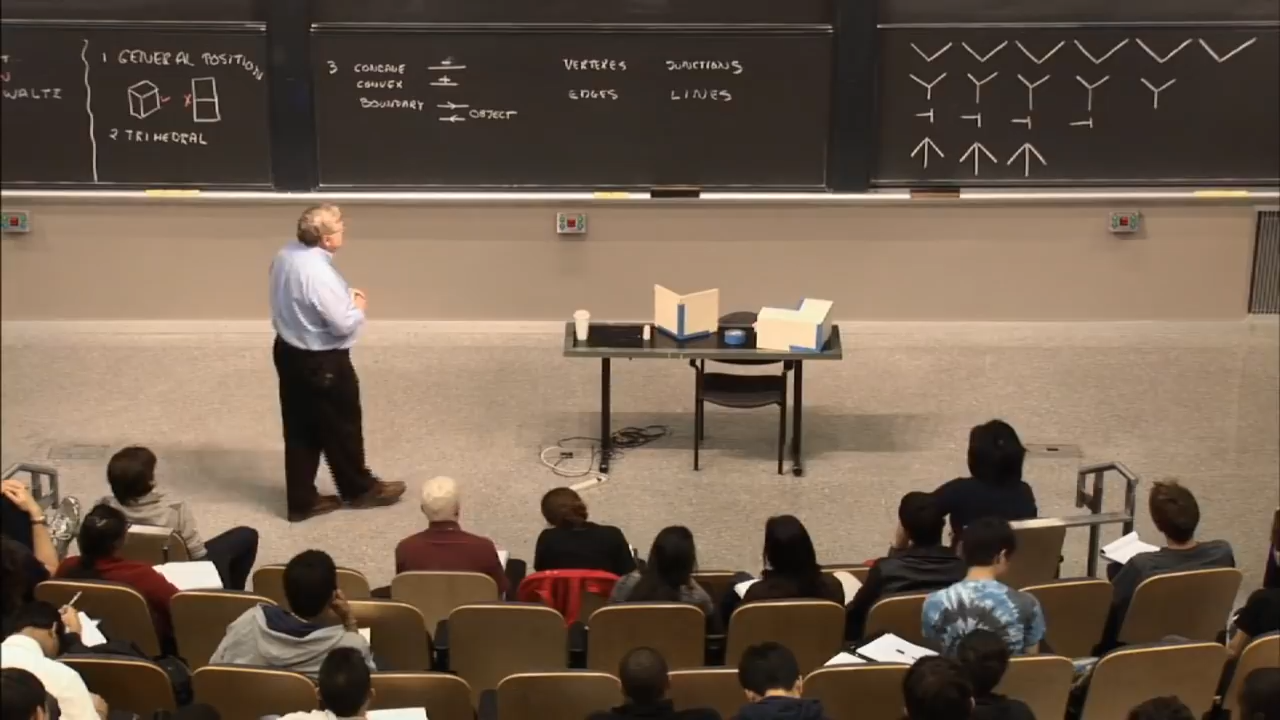 WALTZ
1 GENERAL POSITION
2 TRIHEDRAL
3 CONCAVE -
CONVEX +
BOUNDARY
OBJECT
VERTEXES JUNCTIONS
EDGES LINES